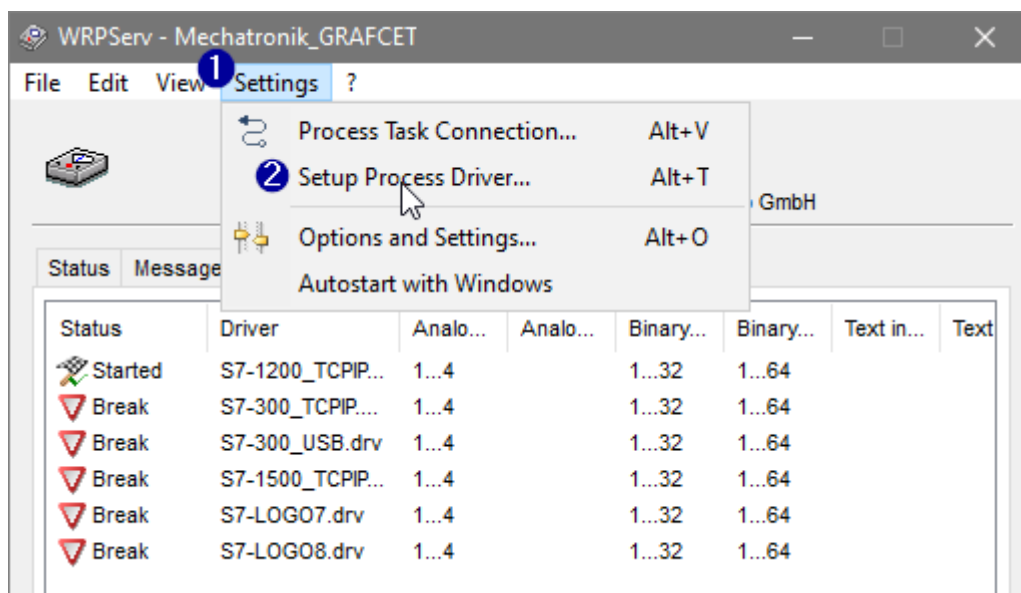 WRPServ - Mechatronik_GRAFCET
1
File Edit View Settings ?
Process Task Connection... Alt+V
2 Setup Process Driver... Alt+T
GmbH
Options and Settings... Alt+O
Status Message
Autostart with Windows
Status Driver Analo... Analo... Binary... Binary... Text in... Text
Started S7-1200_TCPIP... 1...4 1...32 1...64
Break S7-300_TCPIP.... 1...4 1...32 1...64
Break S7-300_USB.drv 1...4 1...32 1...64
Break S7-1500_TCPIP... 1...4 1...32 1...64
Break S7-LOGO7.drv 1...4 1...32 1...64
Break S7-LOGO8.drv 1...4 1...32 1...64